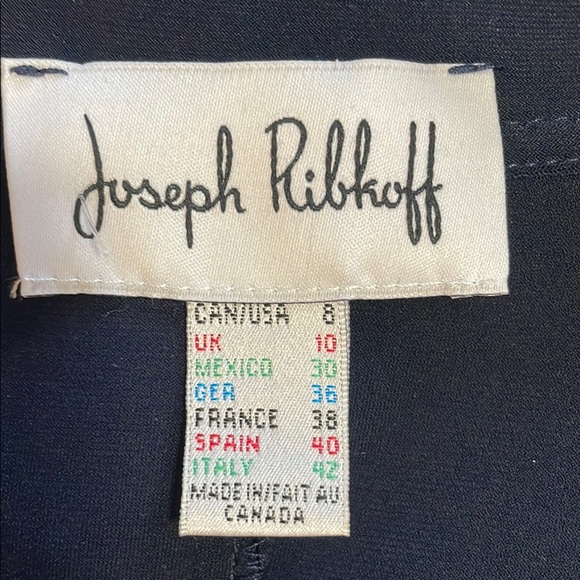 Joseph Ribkoff
CAN/USA 8
UK 10
MEXICO 30
GER 36
FRANCE 38
SPAIN 40
ITALY 42
MADE IN/FAIT AU
CANADA